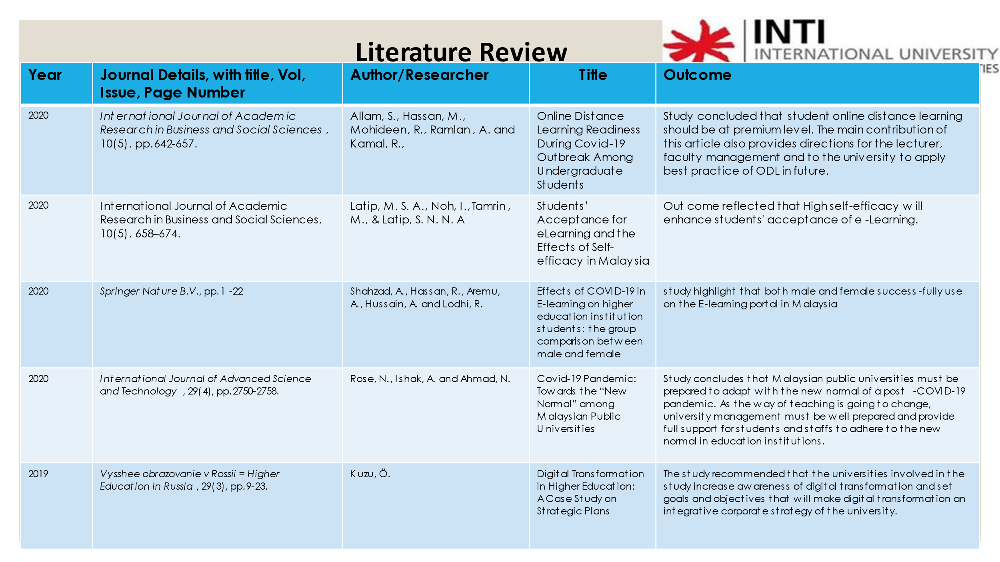 Literature Review
INTI
INTERNATIONAL UNIVERSITY
Year
Journal Details, with title, Vol,
Issue, Page Number
Author/Researcher
Title
Outcome
2020
International Journal of Academic
Research in Business and Social Sciences ,
10(5), pp.642-657.
Allam, S., Hassan, M.,
Mohideen, R., Ramlan , A. and
Kamal, R.,
Online Distance
Learning Readiness
During Covid-19
Outbreak Among
Undergraduate
Students
Study concluded that student online distance learning
should be at premium level. The main contribution of
this article also provides directions for the lecturer,
faculty management and to the university to apply
best practice of ODL in future.
2020
International Journal of Academic
Research in Business and Social Sciences,
10(5), 658–674.
Latip, M. S. A., Noh, I.,Tamrin ,
M., & Latip, S. N. N. A
Students’
Acceptance for
eLearning and the
Effects of Self-
efficacy in Malaysia
Out come reflected that High self-efficacy will
enhance students' acceptance of e -Learning.
2020
Springer Nature B.V., pp.1 -22
Shahzad, A., Hassan, R., Aremu,
A., Hussain, A. and Lodhi, R.
Effects of COVID-19 in
E-learning on higher
education institution
students: the group
comparison between
male and female
study highlight that both male and female success -fully use
on the E-learning portal in Malaysia
2020
International Journal of Advanced Science
and Technology , 29(4), pp.2750-2758.
Rose, N., Ishak, A. and Ahmad, N.
Covid-19 Pandemic:
Towards the “New
Normal” among
Malaysian Public
Universities
Study concludes that Malaysian public universities must be
prepared to adapt with the new normal of a post -COVID-19
pandemic. As the way of teaching is going to change,
university management must be well prepared and provide
full support for students and staffs to adhere to the new
normal in education institutions.
2019
Vysshee obrazovanie v Rossii = Higher
Education in Russia , 29(3), pp.9-23.
Kuzu, Ö.
Digital Transformation
in Higher Education:
A Case Study on
Strategic Plans
The study recommended that the universities involved in the
study increase awareness of digital transformation and set
goals and objectives that will make digital transformation an
integrative corporate strategy of the university.